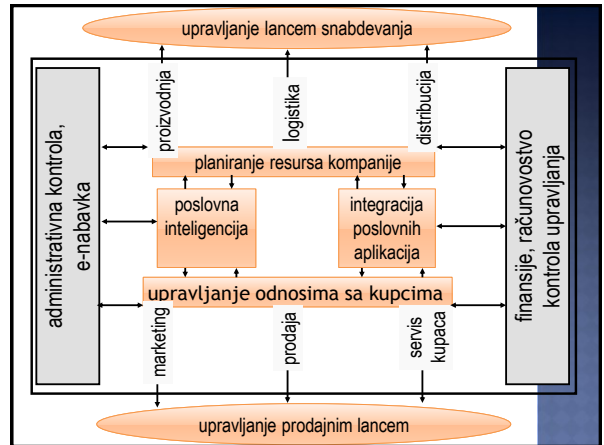 upravljanje lancem snabdevanja
administrativna kontrola,
e-nabavka
proizvodnja
logistika
distribucija
planiranje resursa kompanije
poslovna
inteligencija
integracija
poslovnih
aplikacija
upravljanje odnosima sa kupcima
marketing
prodaja
servis
kupaca
finansije, računovostvo
kontrola upravljanja
upravljanje prodajnim lancem